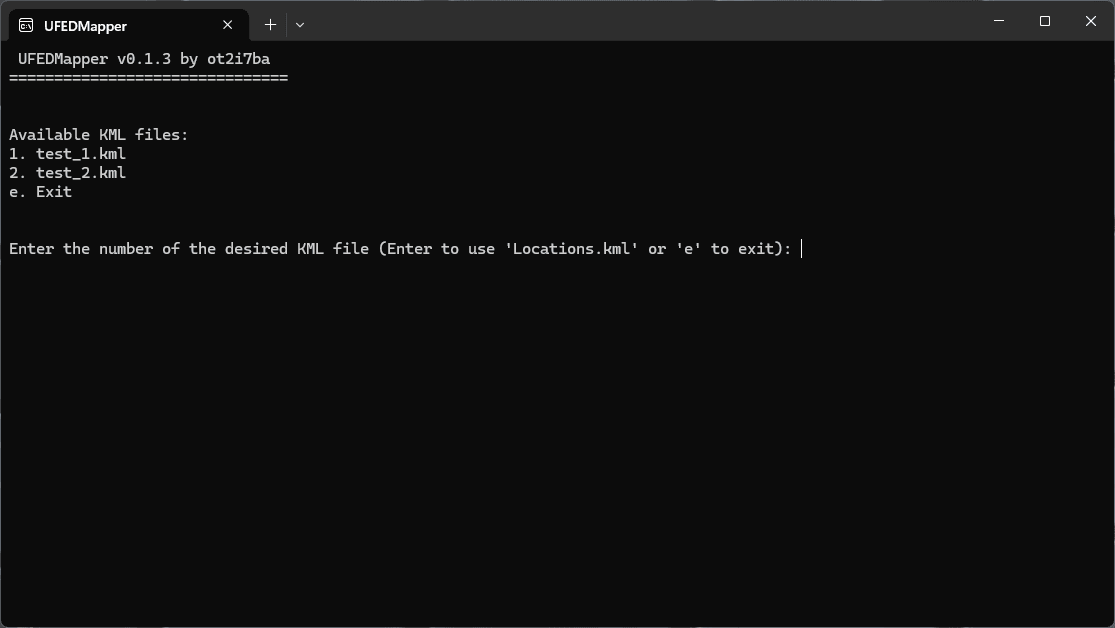 UFEDMapper
UFEDMapper v0.1.3 by ot2i7ba
===============================
Available KML files:
1. test_1.kml
2. test_2.kml
e. Exit
Enter the number of the desired KML file (Enter to use 'Locations.kml' or 'e' to exit):